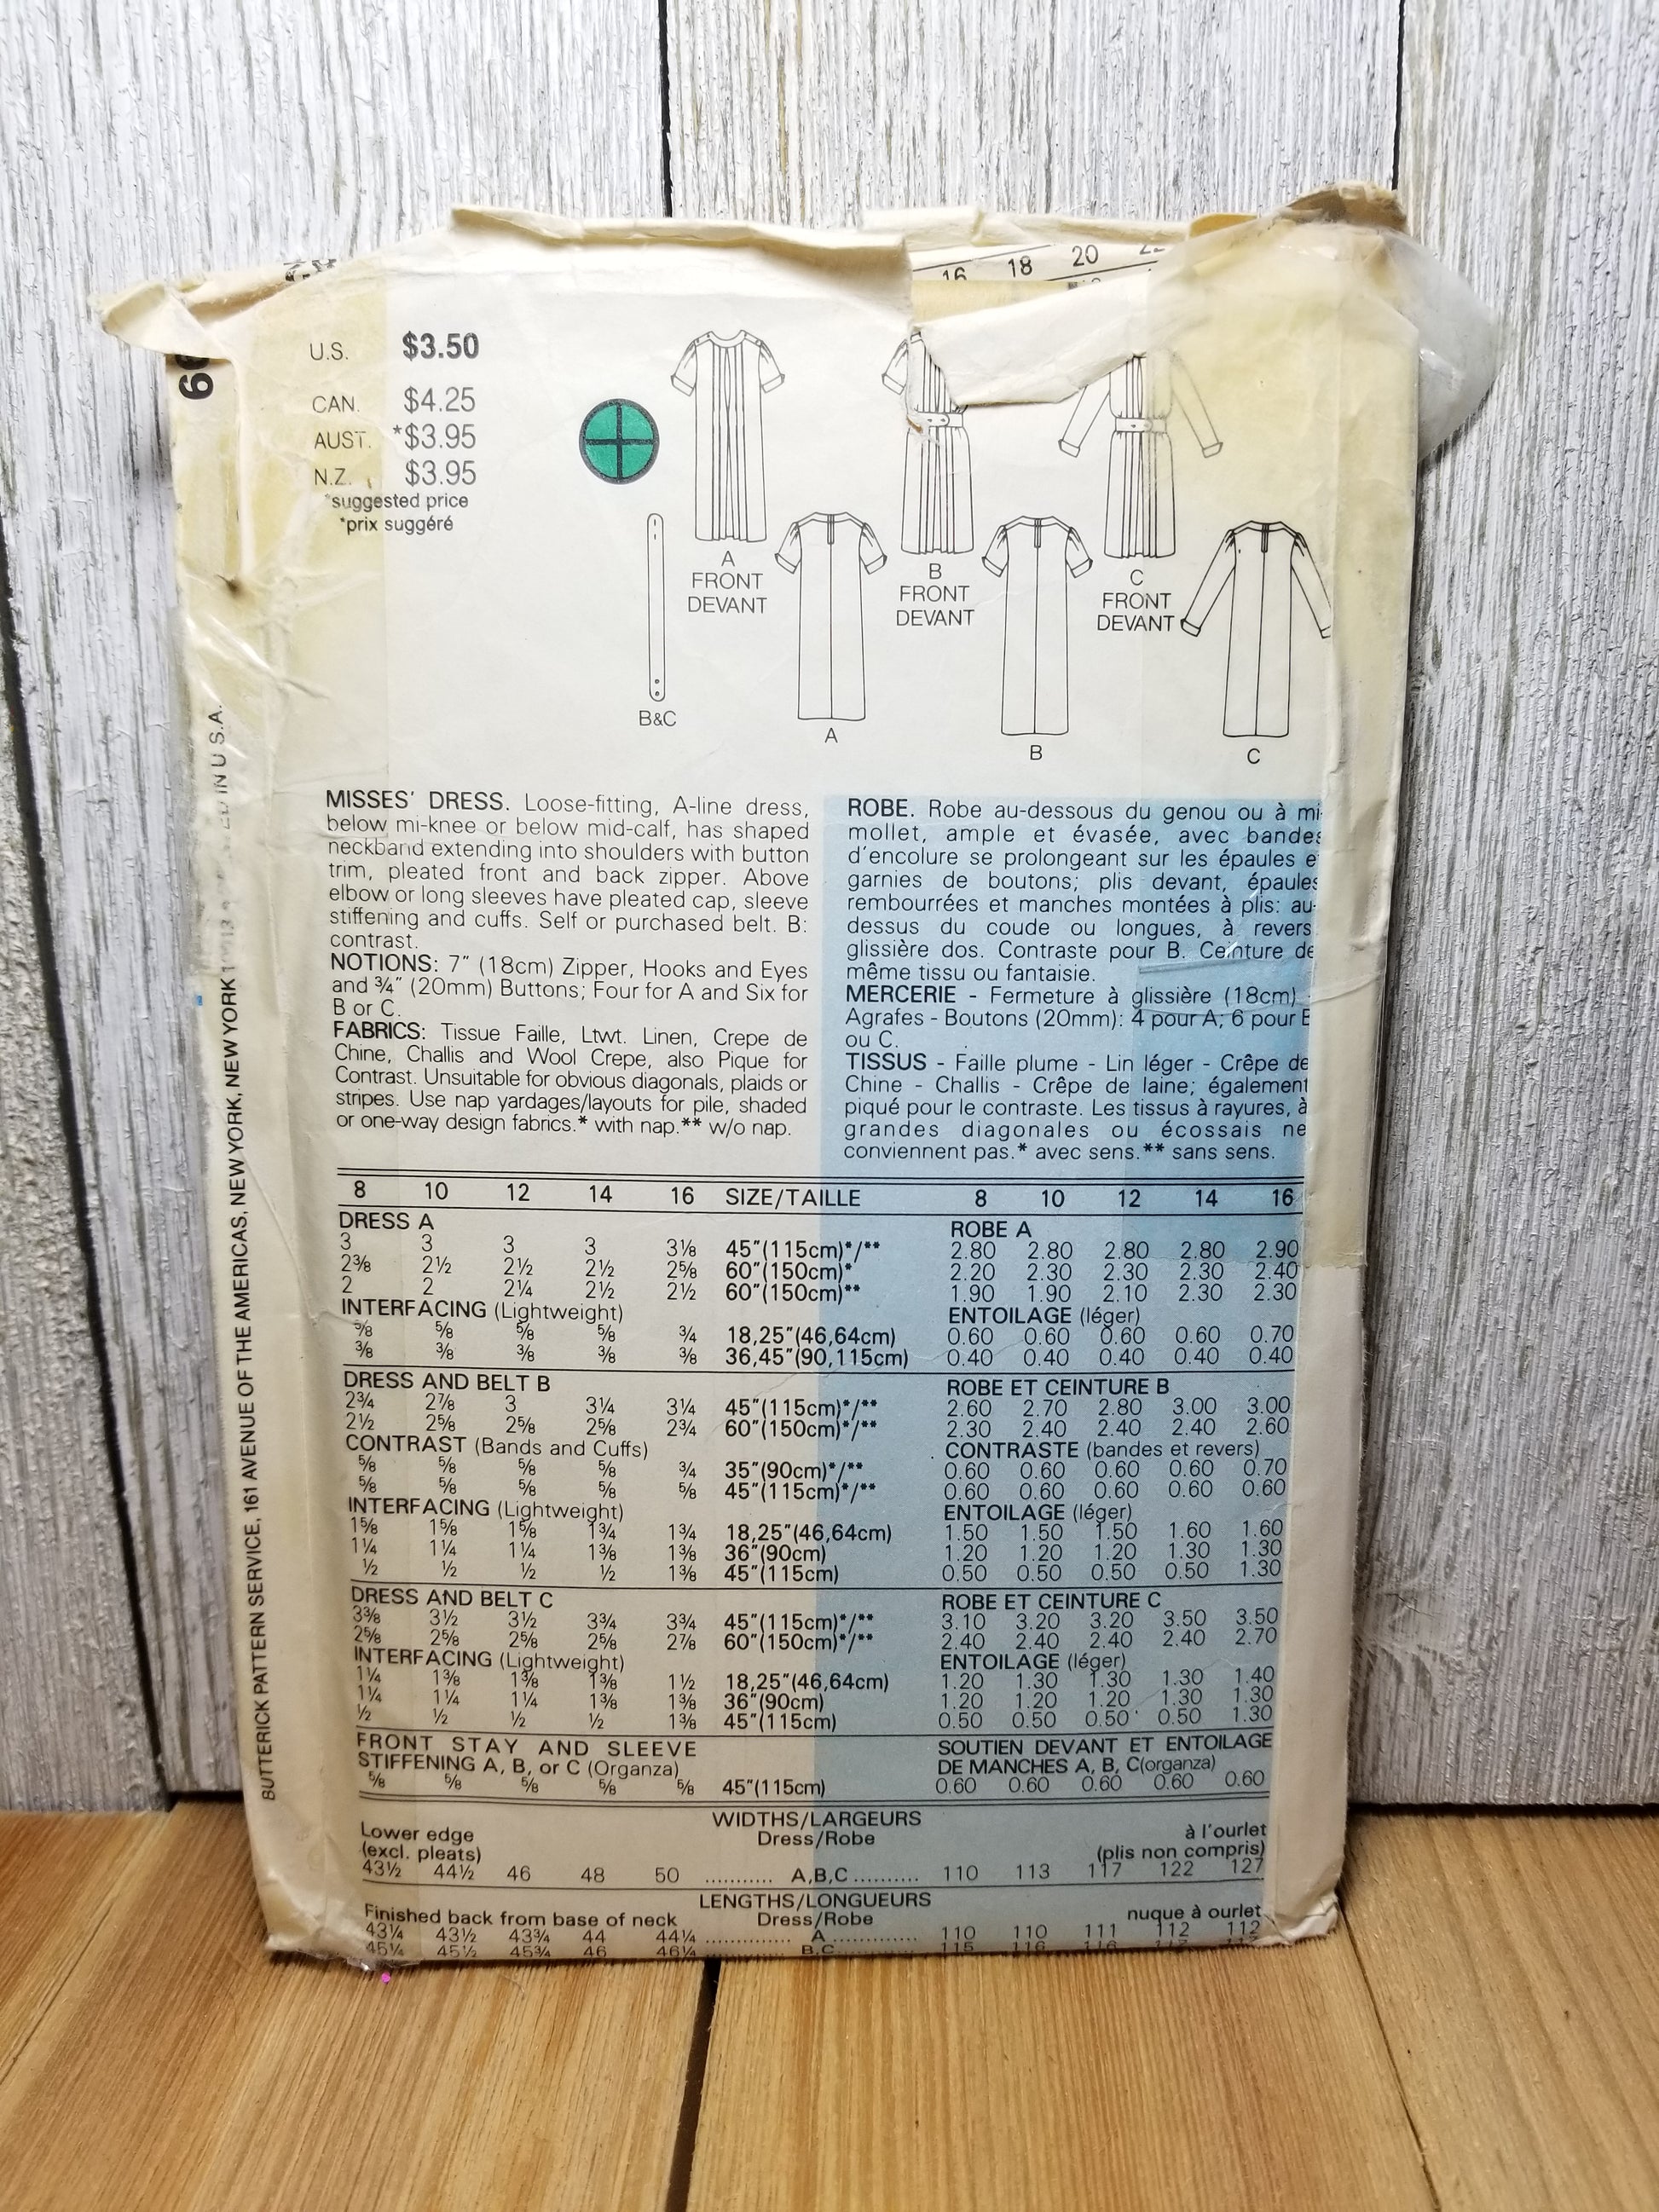 16 18 20
U.S. $3.50
CAN. $4.25
AUST. *$3.95
N.Z. $3.95
*suggested price
*prix suggéré
A
FRONT
DEVANT
B
FRONT
DEVANT
C
FRONT
DEVANT
B&C
A
B
C
MISSES' DRESS. Loose-fitting, A-line dress,
below mi-knee or below mid-calf, has shaped
neckband extending into shoulders with button
trim, pleated front and back zipper. Above
elbow or long sleeves have pleated cap, sleeve
stiffening and cuffs. Self or purchased belt. B:
contrast.
NOTIONS: 7" (18cm) Zipper, Hooks and Eyes
and ¾" (20mm) Buttons; Four for A and Six for
B or C.
FABRICS: Tissue Faille, Ltwt. Linen, Crepe de
Chine, Challis and Wool Crepe, also Pique for
Contrast. Unsuitable for obvious diagonals, plaids or
stripes. Use nap yardages/layouts for pile, shaded
or one-way design fabrics.* with nap.** w/o nap.
ROBE. Robe au-dessous du genou ou à mi-
mollet, ample et évasée, avec bandes
d'encolure se prolongeant sur les épaules et
garnies de boutons; plis devant, épaules
rembourrées et manches montées à plis: au-
dessus du coude ou longues, à revers
glissière dos. Contraste pour B. Ceinture de
même tissu ou fantaisie.
MERCERIE - Fermeture à glissière (18cm) -
Agrafes - Boutons (20mm): 4 pour A; 6 pour B
ou C.
TISSUS - Faille plume - Lin léger - Crêpe de
Chine - Challis - Crêpe de laine; également
piqué pour le contraste. Les tissus à rayures, à
grandes diagonales ou écossais ne
conviennent pas.* avec sens.** sans sens.
8 10 12 14 16 SIZE/TAILLE 8 10 12 14 16
DRESS A ROBE A
3 3 3 3 3⅛ 45"(115cm)*/** 2.80 2.80 2.80 2.80 2.90
2⅜ 2½ 2½ 2½ 2⅝ 60"(150cm)* 2.20 2.30 2.30 2.30 2.40
2 2 2¼ 2½ 2½ 60"(150cm)** 1.90 1.90 2.10 2.30 2.30
INTERFACING (Lightweight) ENTOILAGE (léger)
⅝ ⅝ ⅝ ⅝ ¾ 18,25"(46,64cm) 0.60 0.60 0.60 0.60 0.70
⅜ ⅜ ⅜ ⅜ ⅜ 36,45"(90,115cm) 0.40 0.40 0.40 0.40 0.40
DRESS AND BELT B ROBE ET CEINTURE B
2¾ 2⅞ 3 3¼ 3¼ 45"(115cm)*/** 2.60 2.70 2.80 3.00 3.00
2½ 2⅝ 2⅝ 2⅝ 2¾ 60"(150cm)*/** 2.30 2.40 2.40 2.40 2.60
CONTRAST (Bands and Cuffs) CONTRASTE (bandes et revers)
⅝ ⅝ ⅝ ⅝ ¾ 35"(90cm)*/** 0.60 0.60 0.60 0.60 0.70
⅝ ⅝ ⅝ ⅝ ⅝ 45"(115cm)*/** 0.60 0.60 0.60 0.60 0.60
INTERFACING (Lightweight) ENTOILAGE (léger)
1⅝ 1⅝ 1⅝ 1¾ 1¾ 18,25"(46,64cm) 1.50 1.50 1.50 1.60 1.60
1¼ 1¼ 1¼ 1⅜ 1⅜ 36"(90cm) 1.20 1.20 1.20 1.30 1.30
½ ½ ½ ½ 1⅜ 45"(115cm) 0.50 0.50 0.50 0.50 1.30
DRESS AND BELT C ROBE ET CEINTURE C
3⅜ 3½ 3½ 3¾ 3¾ 45"(115cm)*/** 3.10 3.20 3.20 3.50 3.50
2⅝ 2⅝ 2⅝ 2⅝ 2⅞ 60"(150cm)*/** 2.40 2.40 2.40 2.40 2.70
INTERFACING (Lightweight) ENTOILAGE (léger)
1¼ 1⅜ 1⅜ 1⅜ 1½ 18,25"(46,64cm) 1.20 1.30 1.30 1.30 1.40
1¼ 1¼ 1¼ 1⅜ 1⅜ 36"(90cm) 1.20 1.20 1.20 1.30 1.30
½ ½ ½ ½ 1⅜ 45"(115cm) 0.50 0.50 0.50 0.50 1.30
FRONT STAY AND SLEEVE SOUTIEN DEVANT ET ENTOILAGE
STIFFENING A, B, or C (Organza) DE MANCHES A, B, C(organza)
⅝ ⅝ ⅝ ⅝ ⅝ 45"(115cm) 0.60 0.60 0.60 0.60 0.60
WIDTHS/LARGEURS
Lower edge Dress/Robe à l'ourlet
(excl. pleats) (plis non compris)
43½ 44½ 46 48 50 ........... A,B,C .......... 110 113 117 122 127
LENGTHS/LONGUEURS
Finished back from base of neck Dress/Robe nuque à ourlet
43¼ 43½ 43¾ 44 44¼ ............. A ............ 110 110 111 112 112
45¼ 45½ 45¾ 46 46¼ ............. B,C ............ 115 116 116
BUTTERICK PATTERN SERVICE, 161 AVENUE OF THE AMERICAS, NEW YORK, NEW YORK IN U.S.A.